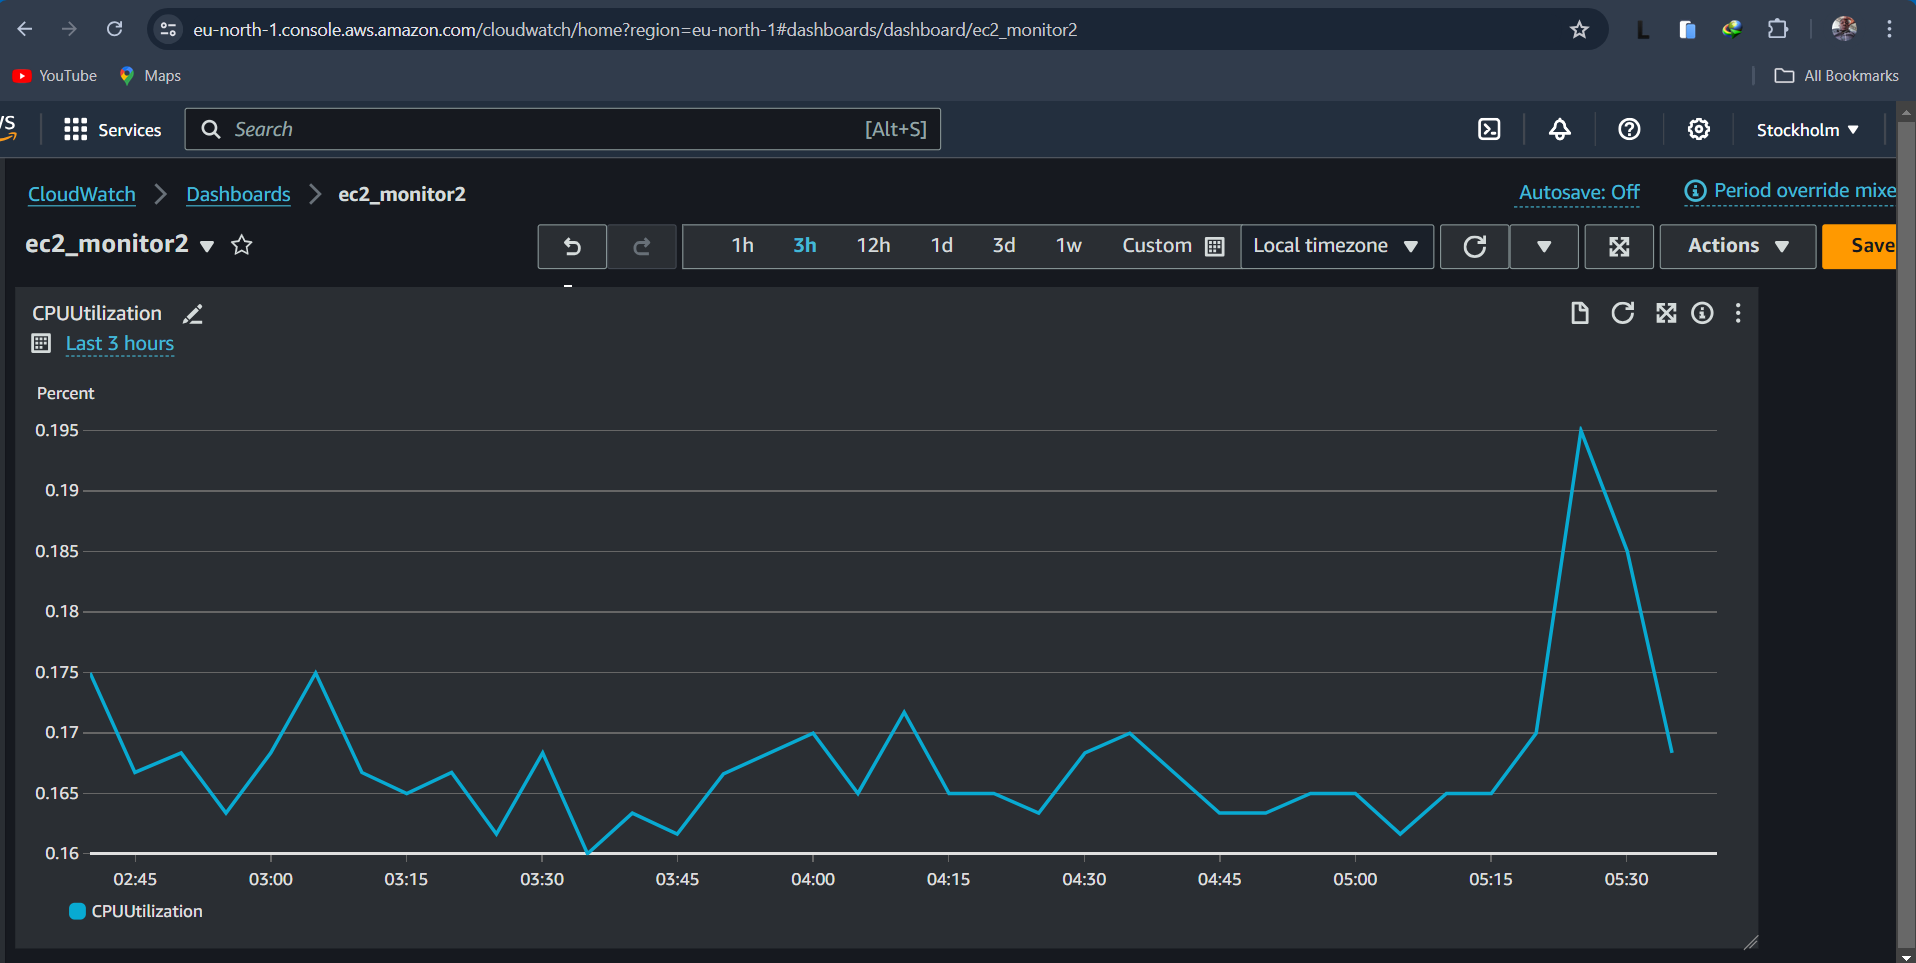 eu-north-1.console.aws.amazon.com/cloudwatch/home?region=eu-north-1#dashboards/dashboard/ec2_monitor2
L
YouTube Maps All Bookmarks
Services Search [Alt+S] Stockholm
CloudWatch Dashboards ec2_monitor2 Autosave: Off Period override mixe
ec2_monitor2 1h 3h 12h 1d 3d 1w Custom Local timezone Actions Save
CPUUtilization
Last 3 hours
Percent
0.195
0.19
0.185
0.18
0.175
0.17
0.165
0.16
02:45 03:00 03:15 03:30 03:45 04:00 04:15 04:30 04:45 05:00 05:15 05:30
CPUUtilization